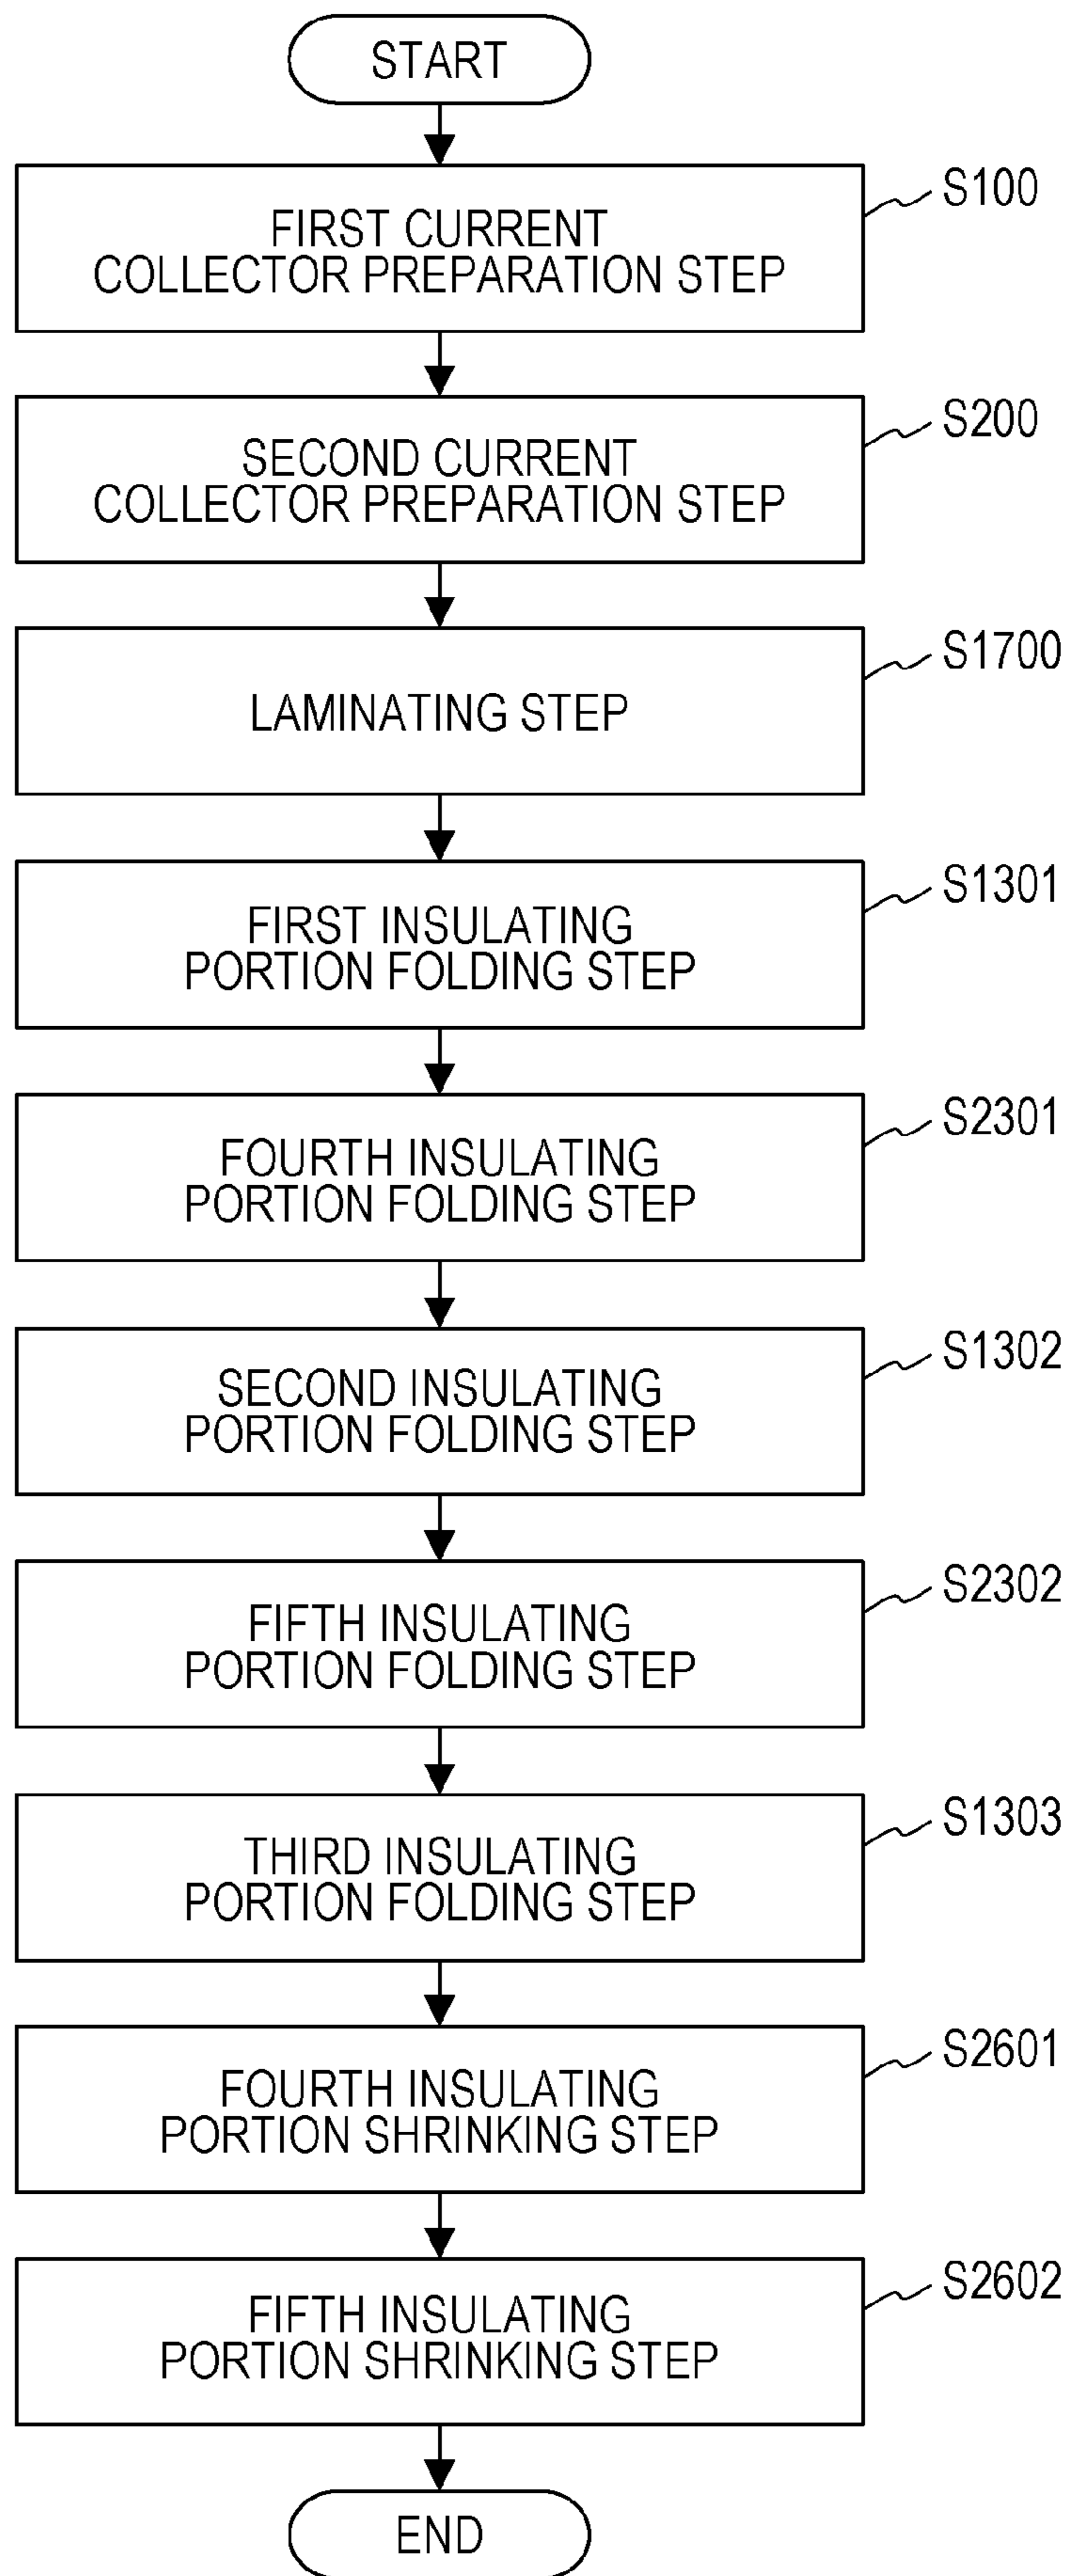 START
S100
FIRST CURRENT
COLLECTOR PREPARATION STEP
S200
SECOND CURRENT
COLLECTOR PREPARATION STEP
S1700
LAMINATING STEP
S1301
FIRST INSULATING
PORTION FOLDING STEP
S2301
FOURTH INSULATING
PORTION FOLDING STEP
S1302
SECOND INSULATING
PORTION FOLDING STEP
S2302
FIFTH INSULATING
PORTION FOLDING STEP
S1303
THIRD INSULATING
PORTION FOLDING STEP
S2601
FOURTH INSULATING
PORTION SHRINKING STEP
S2602
FIFTH INSULATING
PORTION SHRINKING STEP
END